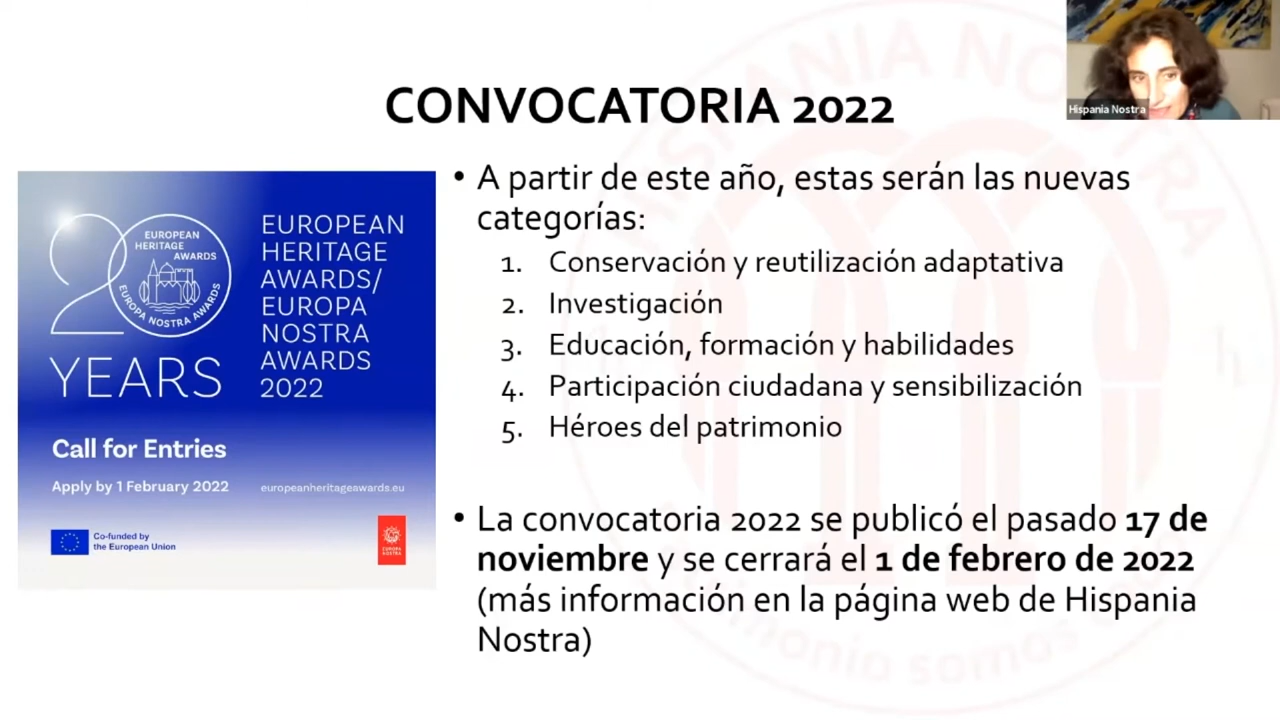 HISPANIA NOSTRA
Hispania Nostra
CONVOCATORIA 2022
20
YEARS
EUROPEAN
HERITAGE
AWARDS
EUROPA NOSTRA AWARDS
EUROPEAN
HERITAGE
AWARDS/
EUROPA
NOSTRA
AWARDS
2022
Call for Entries
Apply by 1 February 2022
europeanheritageawards.eu
Co-funded by
the European Union
EUROPA
NOSTRA
• A partir de este año, estas serán las nuevas
categorías:
1. Conservación y reutilización adaptativa
2. Investigación
3. Educación, formación y habilidades
4. Participación ciudadana y sensibilización
5. Héroes del patrimonio
• La convocatoria 2022 se publicó el pasado 17 de
noviembre y se cerrará el 1 de febrero de 2022
(más información en la página web de Hispania
Nostra)
somos